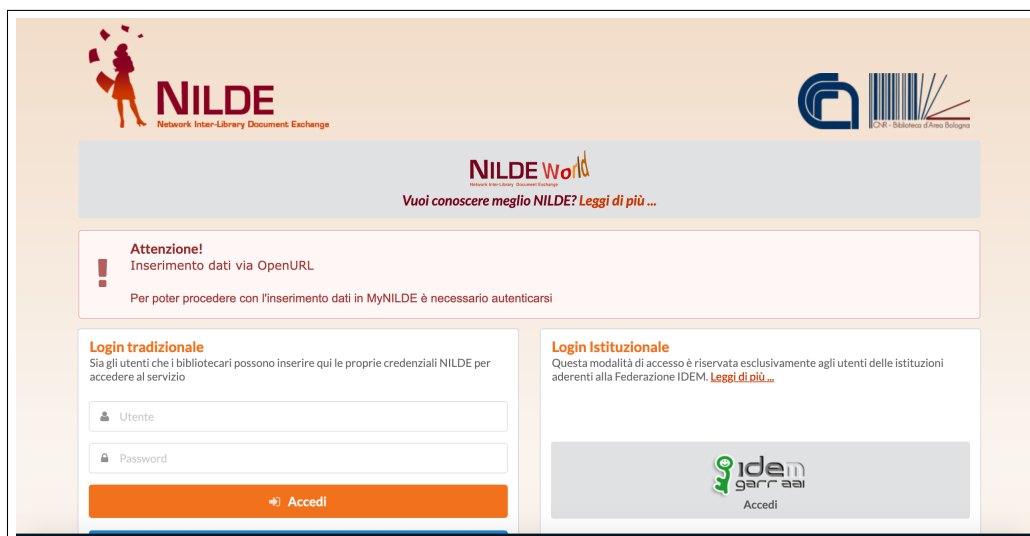 NILDE
Network Inter-Library Document Exchange
CNR - Biblioteca d'Area Bologna
NILDE World
Network Inter-Library Document Exchange
Vuoi conoscere meglio NILDE? Leggi di più ...
Attenzione!
Inserimento dati via OpenURL
Per poter procedere con l'inserimento dati in MyNILDE è necessario autenticarsi
Login tradizionale
Sia gli utenti che i bibliotecari possono inserire qui le proprie credenziali NILDE per
accedere al servizio
Utente
Password
Accedi
Login Istituzionale
Questa modalità di accesso è riservata esclusivamente agli utenti delle istituzioni
aderenti alla Federazione IDEM. Leggi di più ...
idem
garr aai
Accedi